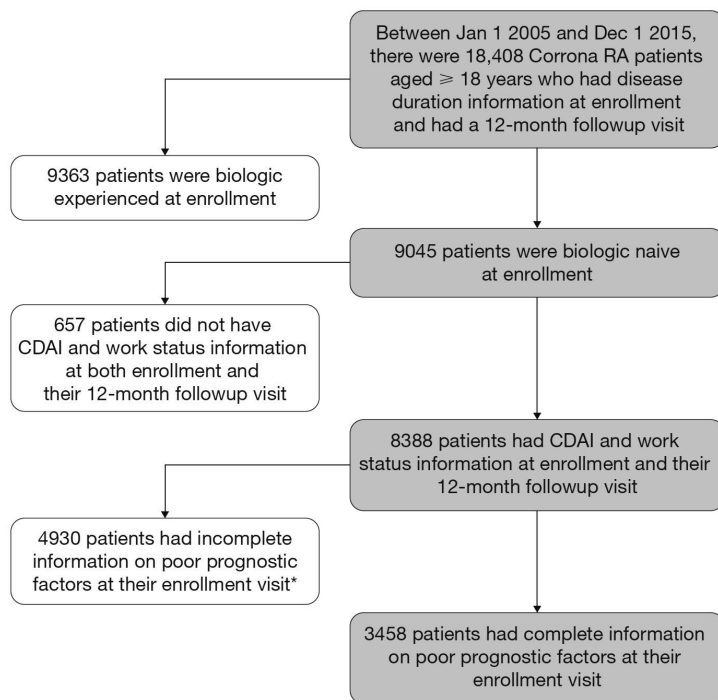 Between Jan 1 2005 and Dec 1 2015,
there were 18,408 Corrona RA patients
aged ⩾ 18 years who had disease
duration information at enrollment
and had a 12-month followup visit
9363 patients were biologic
experienced at enrollment
9045 patients were biologic naive
at enrollment
657 patients did not have
CDAI and work status information
at both enrollment and
their 12-month followup visit
8388 patients had CDAI and work
status information at enrollment and their
12-month followup visit
4930 patients had incomplete
information on poor prognostic
factors at their enrollment visit*
3458 patients had complete information
on poor prognostic factors at their
enrollment visit